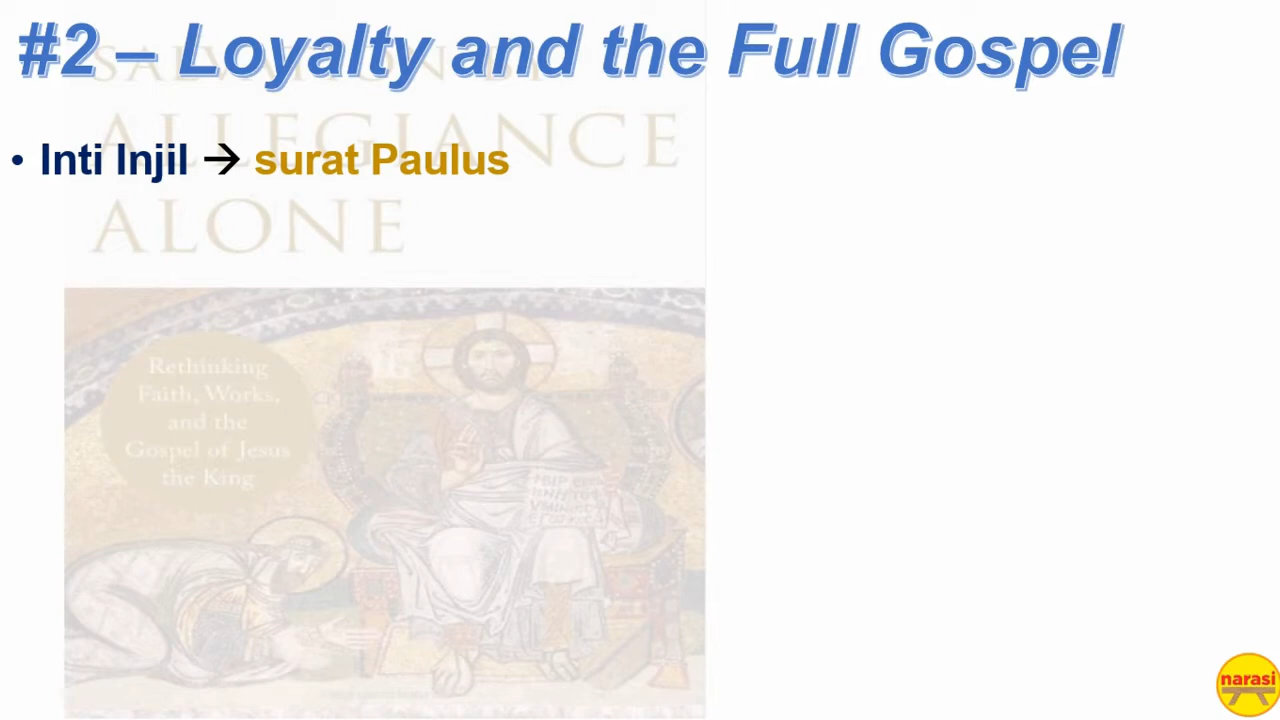 #2 – Loyalty and the Full Gospel
ALLEGIANCE
• Inti Injil → surat Paulus
ALONE
Rethinking
Faith, Works,
and the
Gospel of Jesus
the King
narasi